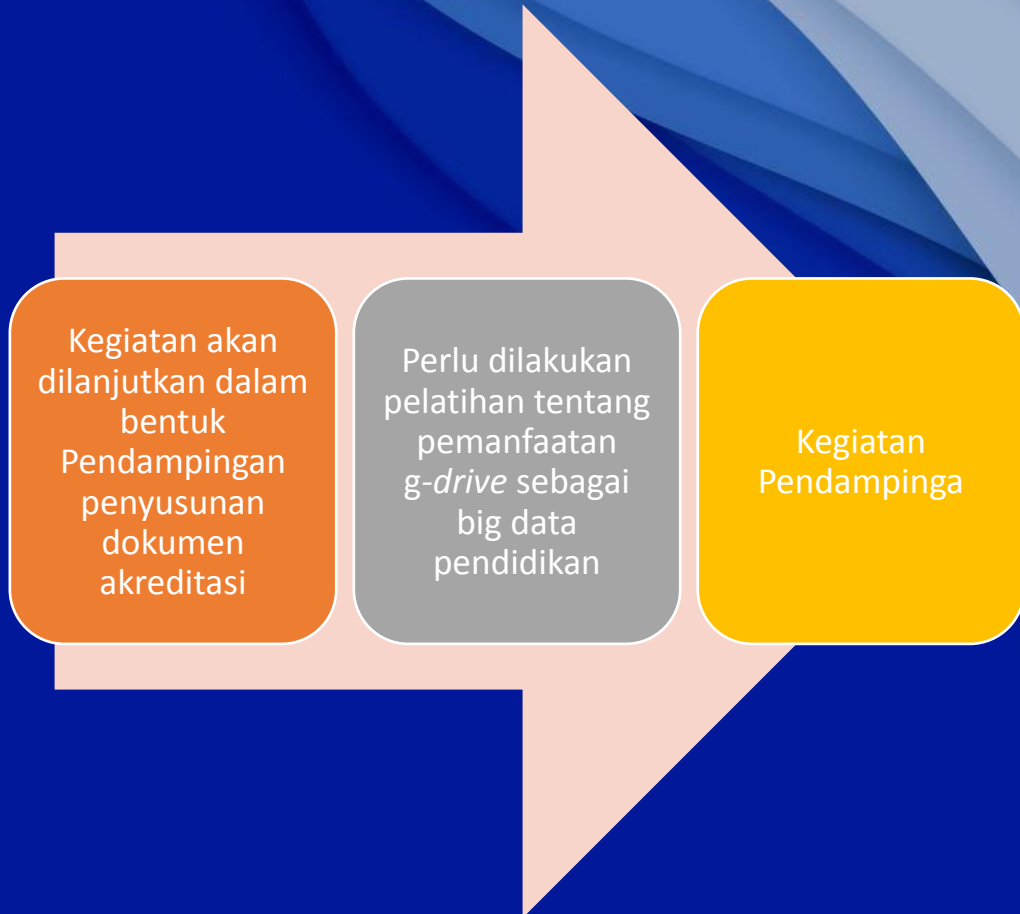 Kegiatan akan
dilanjutkan dalam
bentuk
Pendampingan
penyusunan
dokumen
akreditasi
Perlu dilakukan
pelatihan tentang
pemanfaatan
g-drive sebagai
big data
pendidikan
Kegiatan
Pendampinga